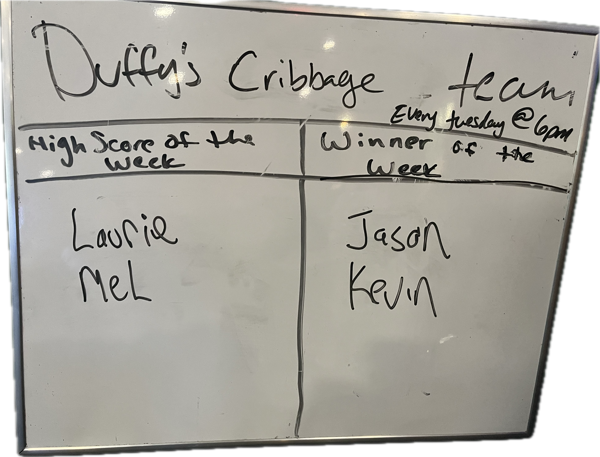 Duffy's Cribbage team
Every tuesday @ 6pm
High Score of the
Week
Winner of the
Week
Laurie
Mel
Jason
Kevin